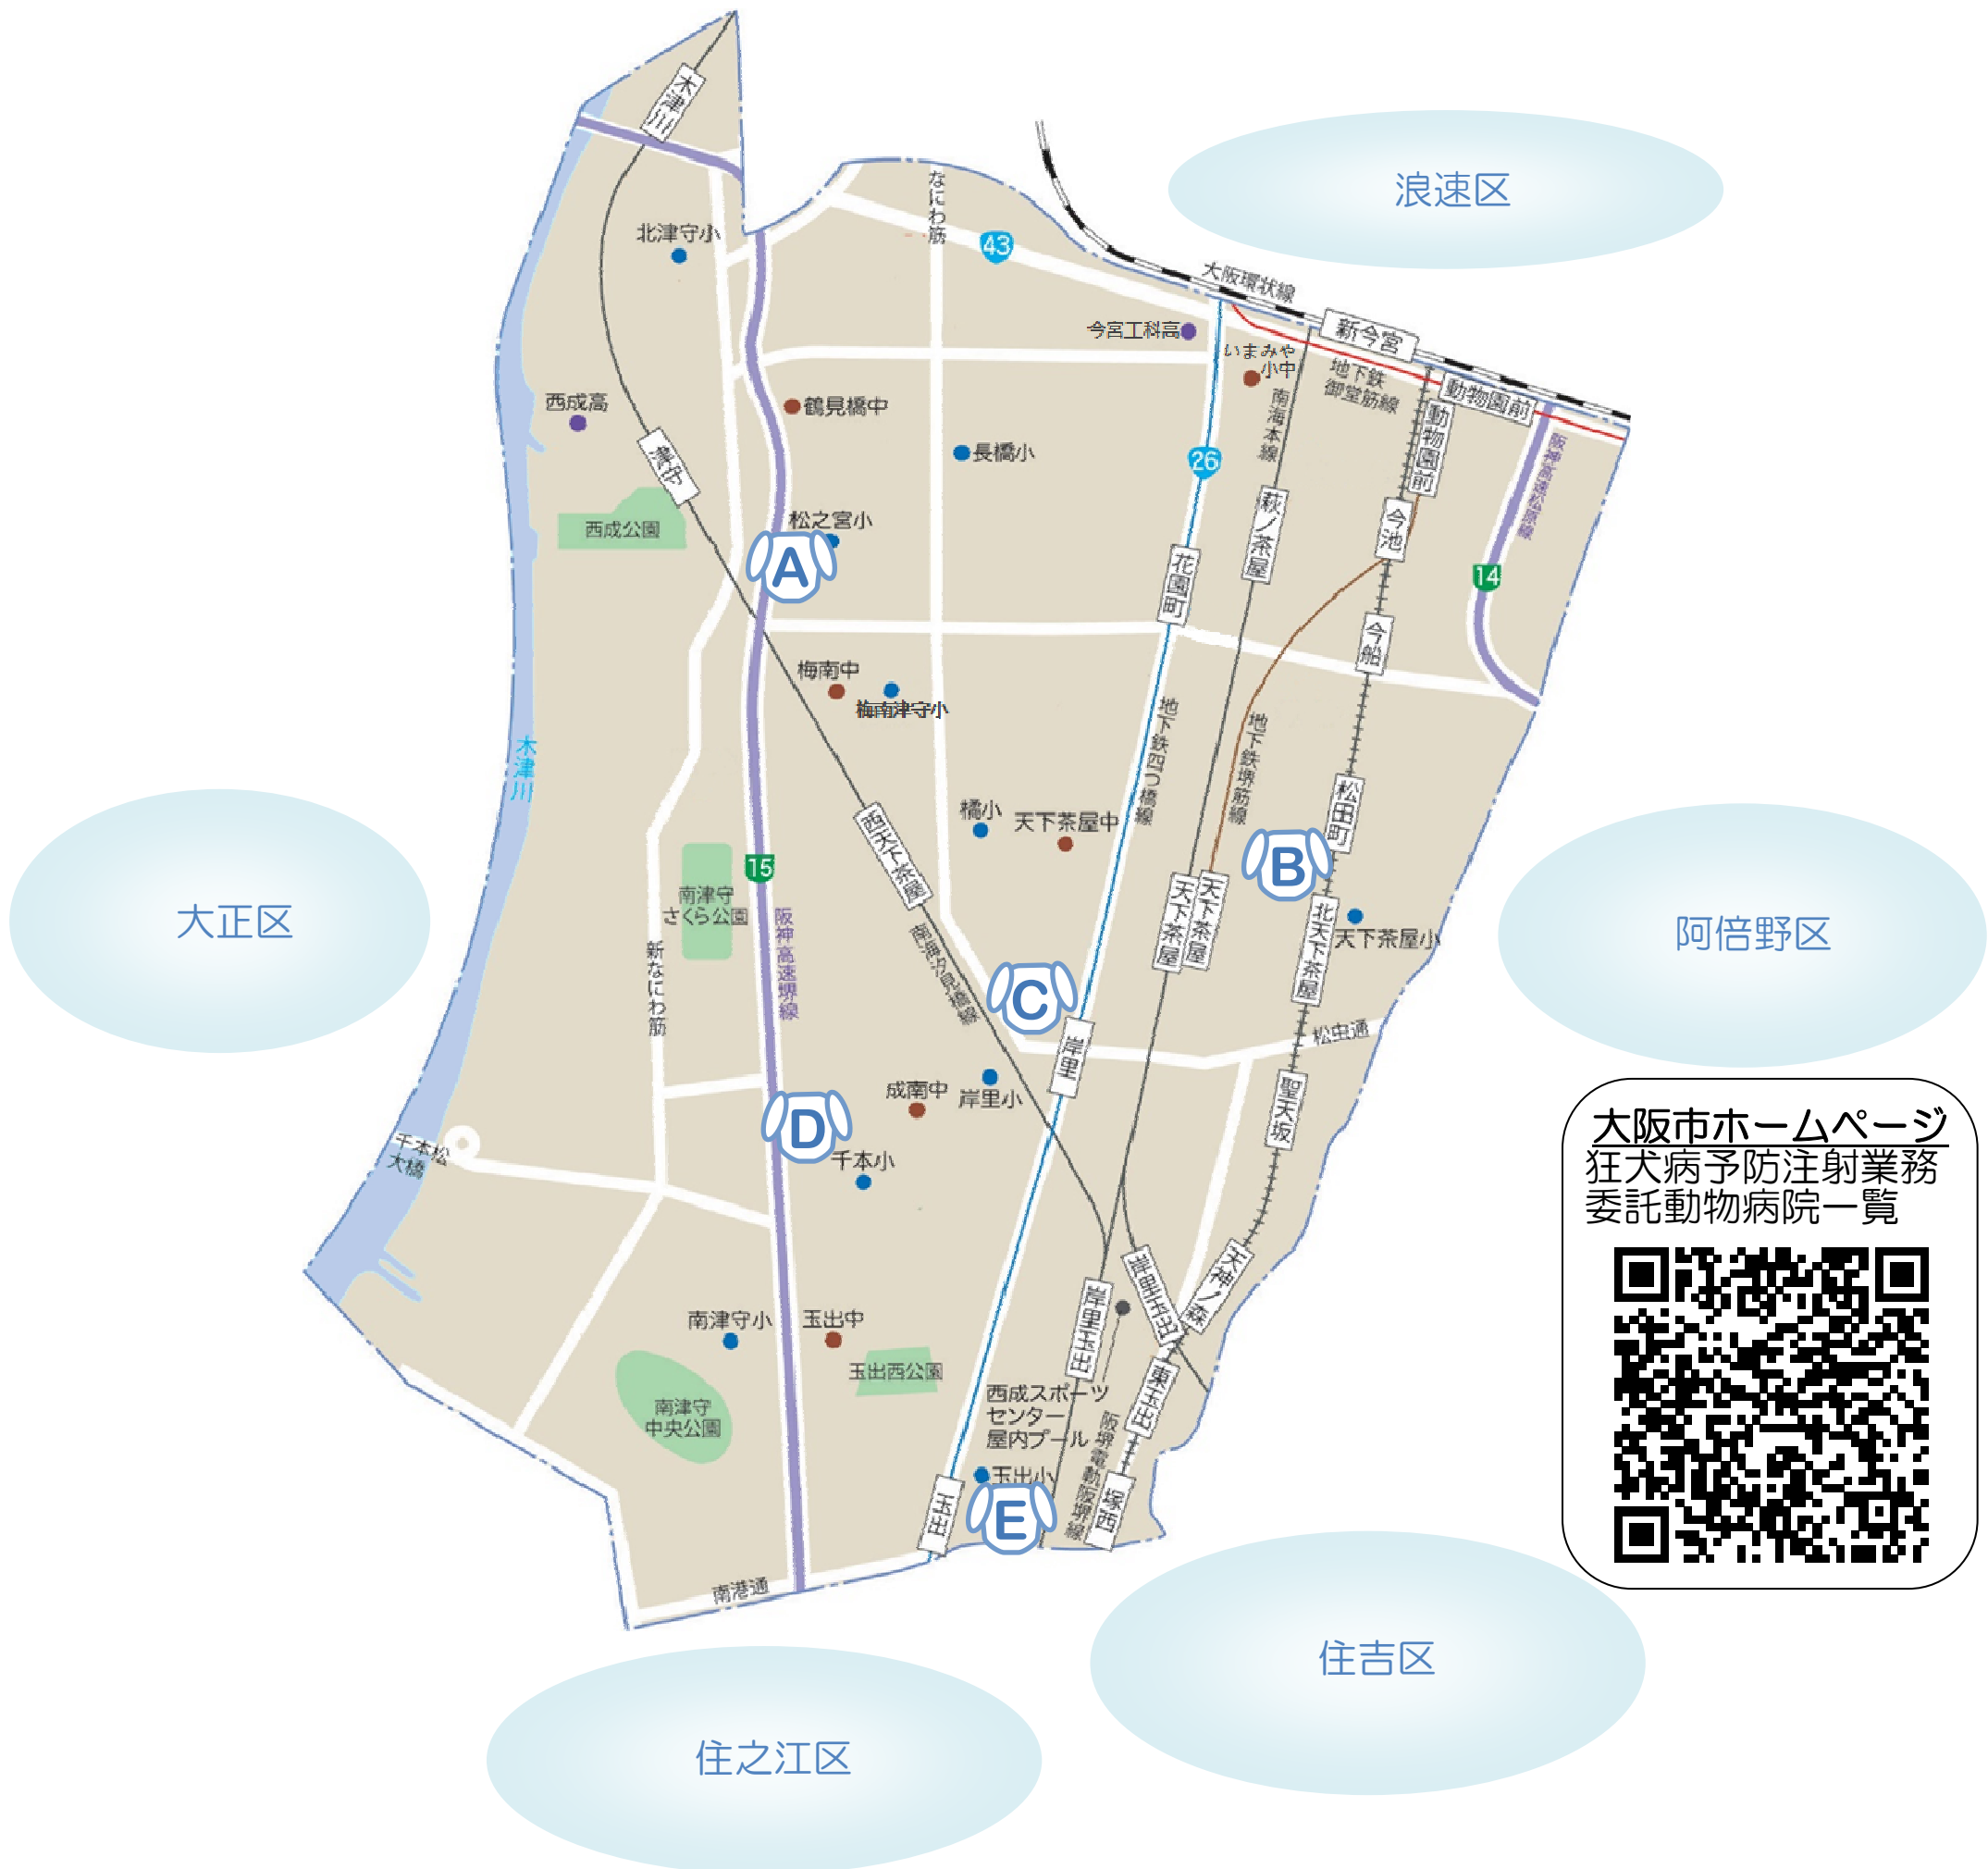 木津川
浪速区
なにわ筋
北津守小
43
大阪環状線
新今宮
今宮工科高
いまみや
小中
地下鉄
御堂筋線
動物園前
動物園前
南海本線
阪神高速松原線
西成高
鶴見橋中
長橋小
26
津守
萩ノ茶屋
今池
西成公園
松之宮小
A
花園町
14
今船
梅南中
梅南津守小
木津川
地下鉄四つ橋線
地下鉄堺筋線
松田町
橘小
天下茶屋中
西天下茶屋
B
15
南津守
さくら公園
大正区
阿倍野区
天下茶屋
天下茶屋
北天下茶屋
天下茶屋小
阪神高速堺線
新なにわ筋
南海汐見橋線
C
岸里
松虫通
聖天坂
成南中
岸里小
D
千本松
大橋
千本小
大阪市ホームページ
狂犬病予防注射業務
委託動物病院一覧
天神ノ森
岸里玉出
岸里玉出
南津守小
玉出中
玉出西公園
東玉出
南津守
中央公園
西成スポーツ
センター
屋内プール
阪堺電軌阪堺線
玉出小
玉出
E
塚西
南港通
住吉区
住之江区